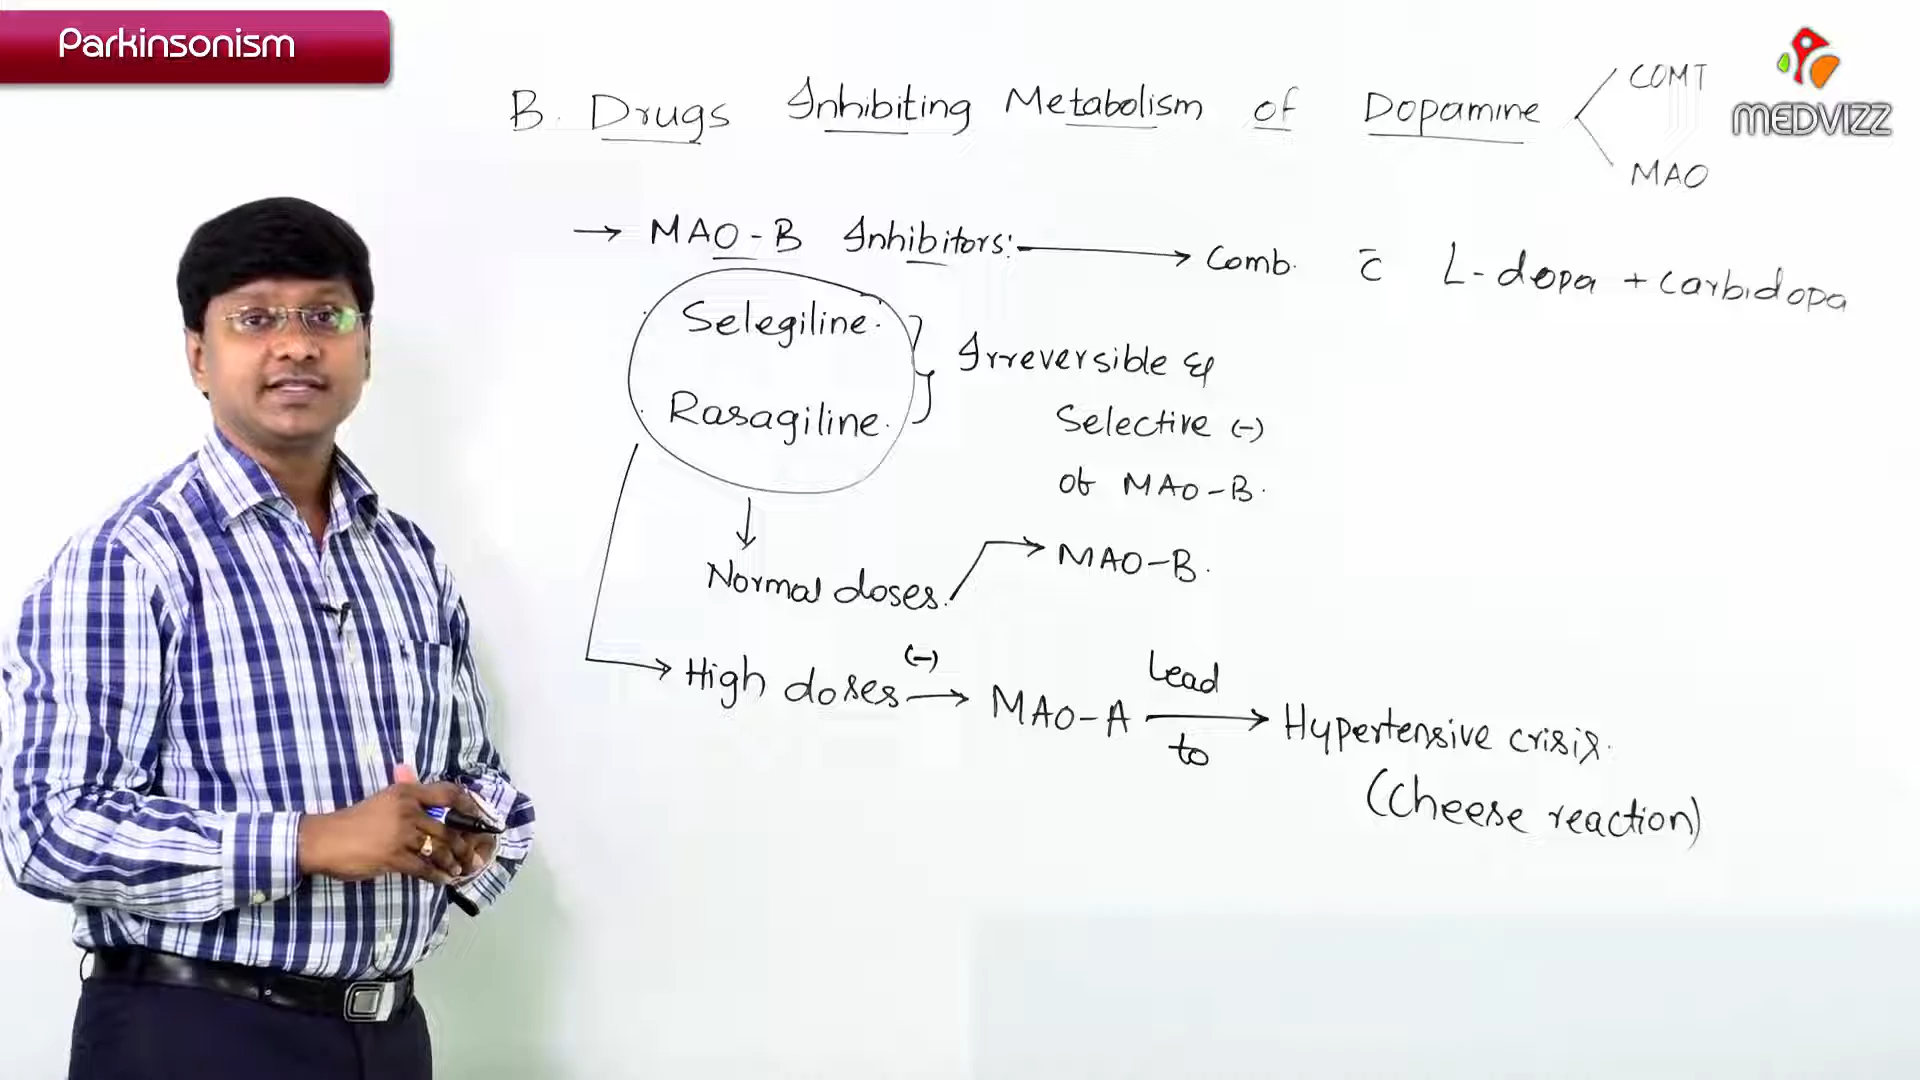 Parkinsonism
MEDVIZZ
B. Drugs Inhibiting Metabolism of Dopamine
COMT
MAO
→ MAO-B Inhibitors: → Comb. c̄ L-dopa + carbidopa
Selegiline.
Rasagiline.
Irreversible &
Selective (-)
of MAO-B.
Normal doses. → MAO-B.
High doses (-) → MAO-A Lead to → Hypertensive crisis.
(Cheese reaction)